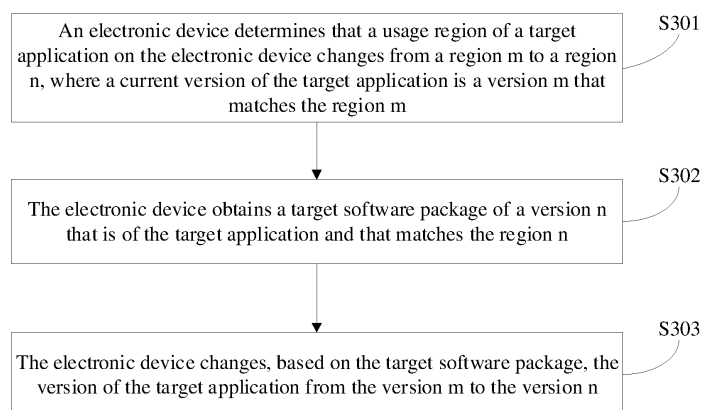 S301
An electronic device determines that a usage region of a target
application on the electronic device changes from a region m to a region
n, where a current version of the target application is a version m that
matches the region m
S302
The electronic device obtains a target software package of a version n
that is of the target application and that matches the region n
S303
The electronic device changes, based on the target software package, the
version of the target application from the version m to the version n